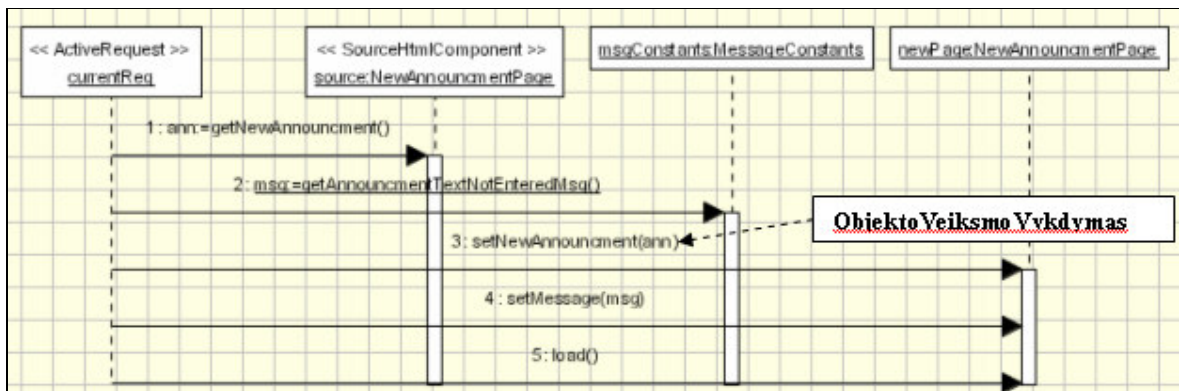 << ActiveRequest >>
currentReq
<< SourceHtmlComponent >>
source:NewAnnouncmentPage
msgConstants:MessageConstants
newPage:NewAnnouncmentPage
1 : ann:=getNewAnnouncment()
2 : msg:=getAnnouncmentTextNotEnteredMsg()
ObjektoVeiksmoVykdymas
3 : setNewAnnouncment(ann)
4 : setMessage(msg)
5 : load()